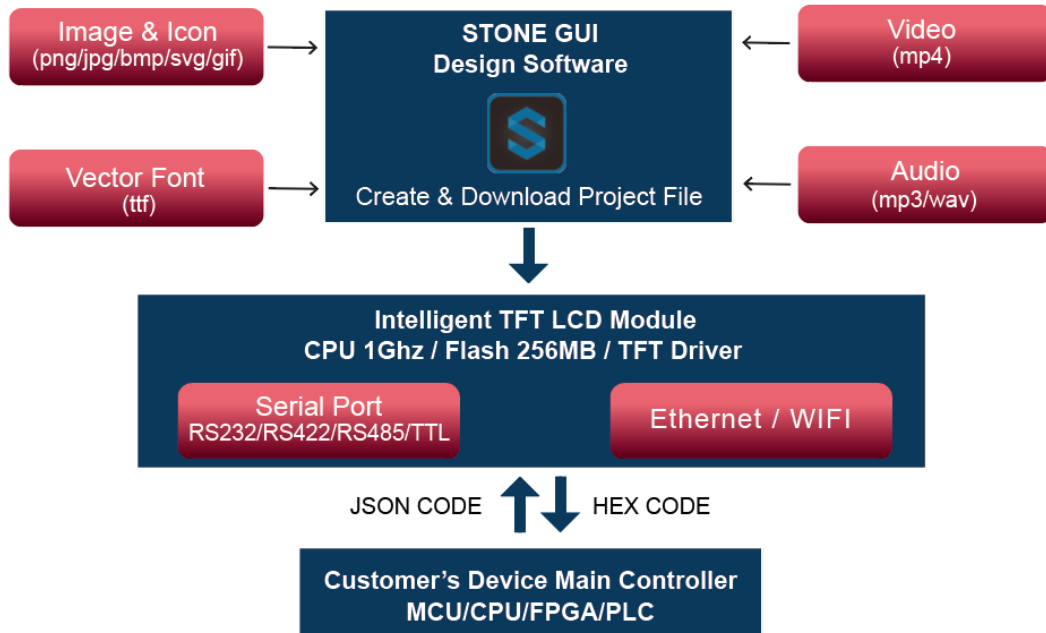 Image & Icon
(png/jpg/bmp/svg/gif)
STONE GUI
Design Software
Video
(mp4)
Vector Font
(ttf)
Create & Download Project File
Audio
(mp3/wav)
Intelligent TFT LCD Module
CPU 1Ghz / Flash 256MB / TFT Driver
Serial Port
RS232/RS422/RS485/TTL
Ethernet / WIFI
JSON CODE
HEX CODE
Customer’s Device Main Controller
MCU/CPU/FPGA/PLC